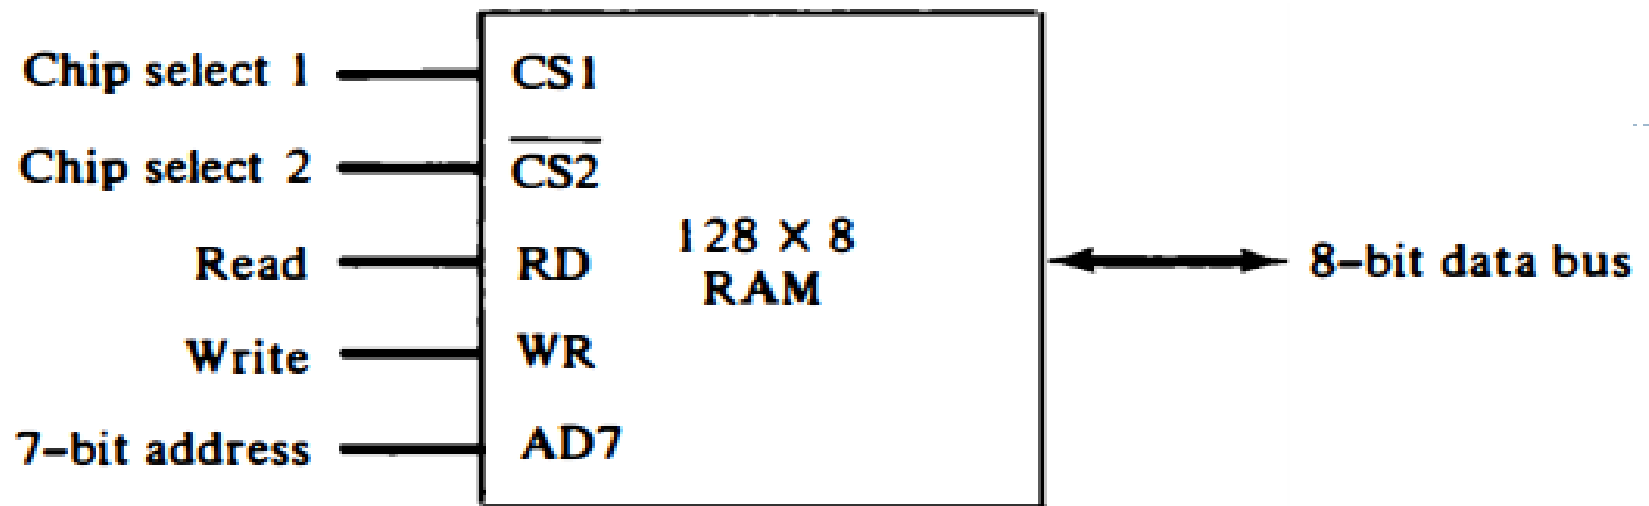 Chip select 1
CS1
Chip select 2
C̅S̅2̅
Read
RD
128 × 8
RAM
8-bit data bus
Write
WR
7-bit address
AD7